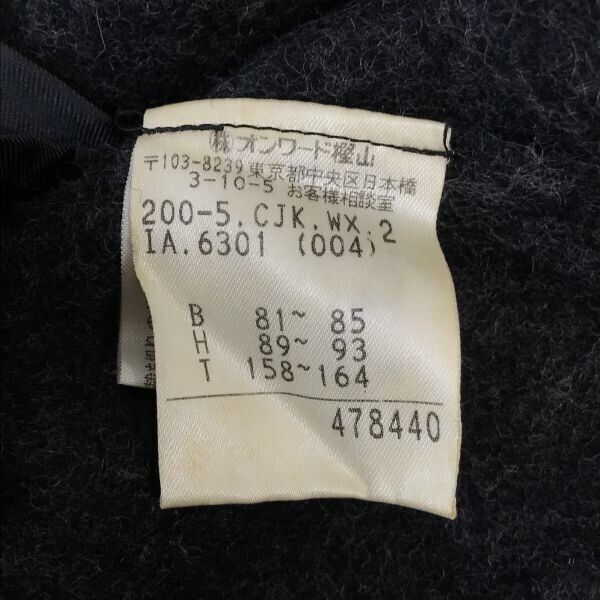 (株)オンワード樫山
〒103-8239 東京都中央区日本橋
3-10-5 お客様相談室
200-5.CJK.WX.2
IA.6301 (004)
B 81~ 85
H 89~ 93
T 158~164
478440